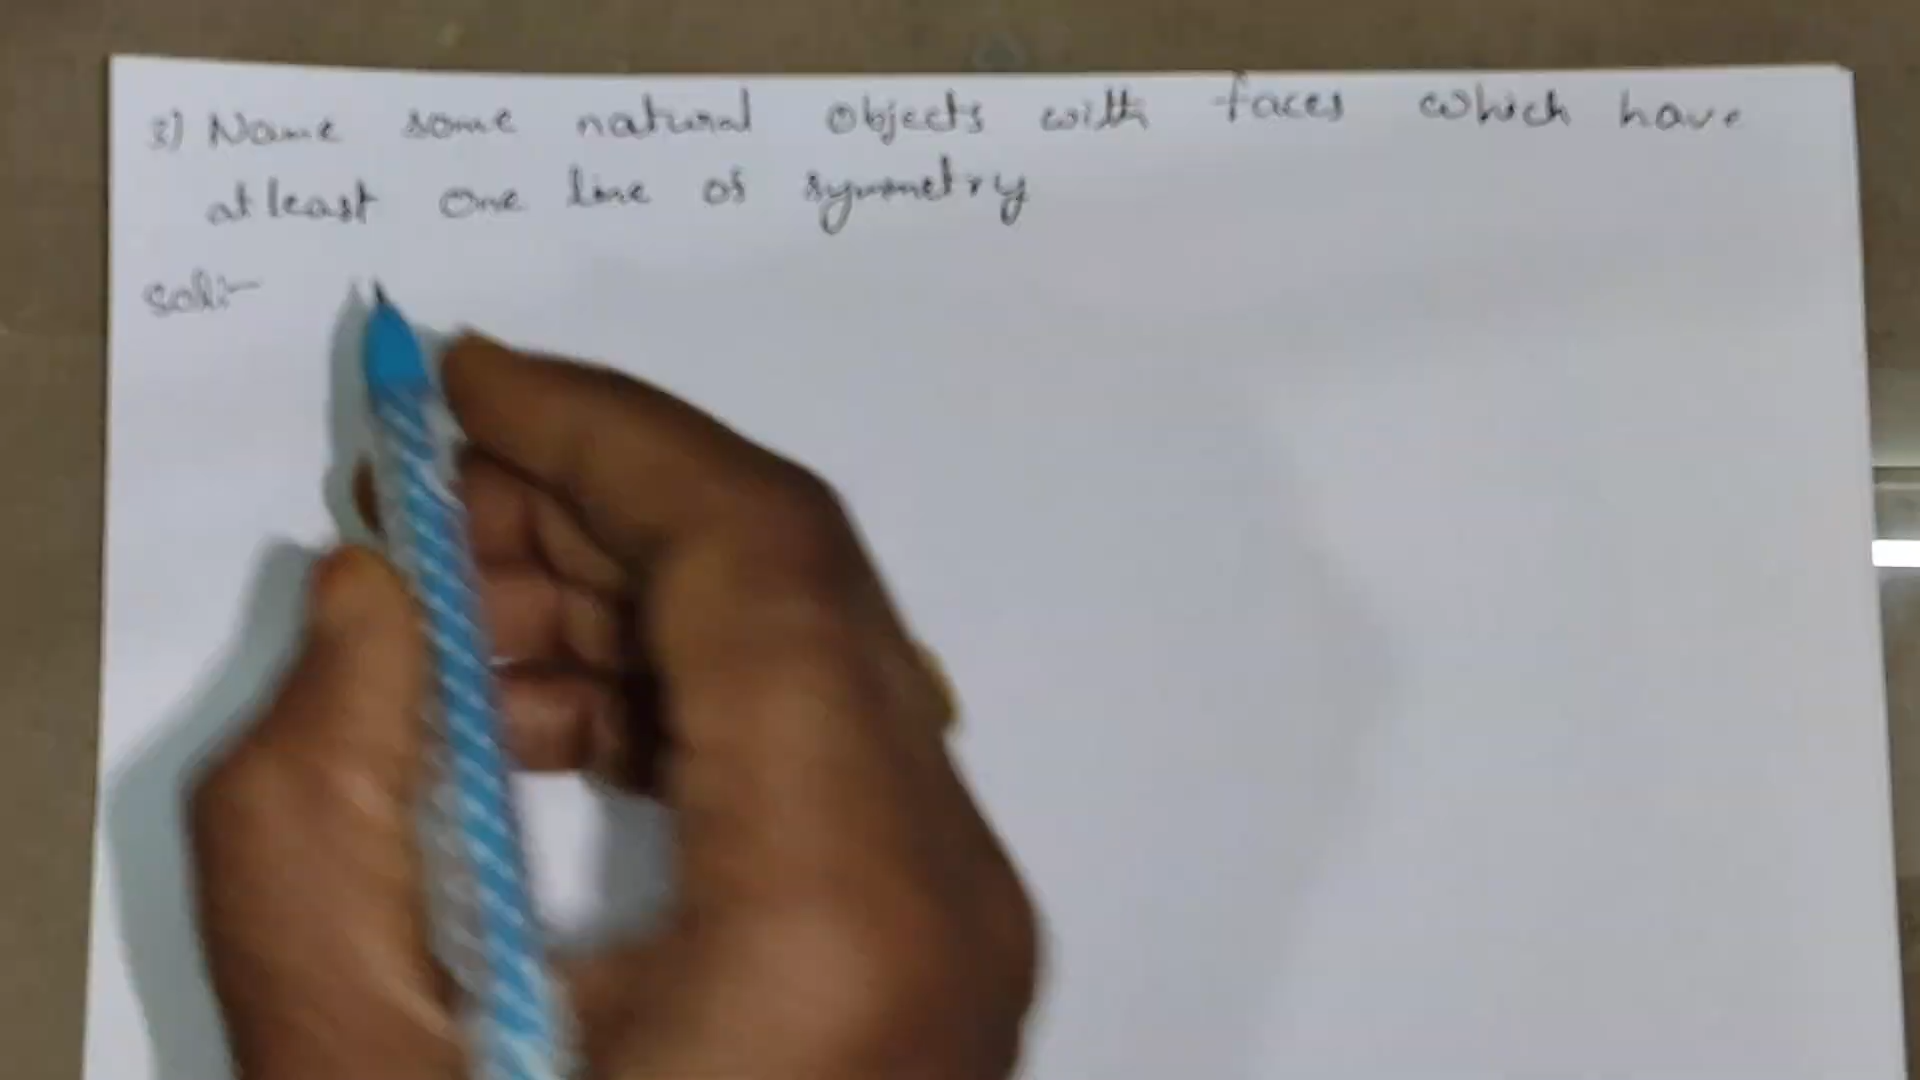 3) Name some natural objects with faces which have
atleast one line of symmetry
Sol:-